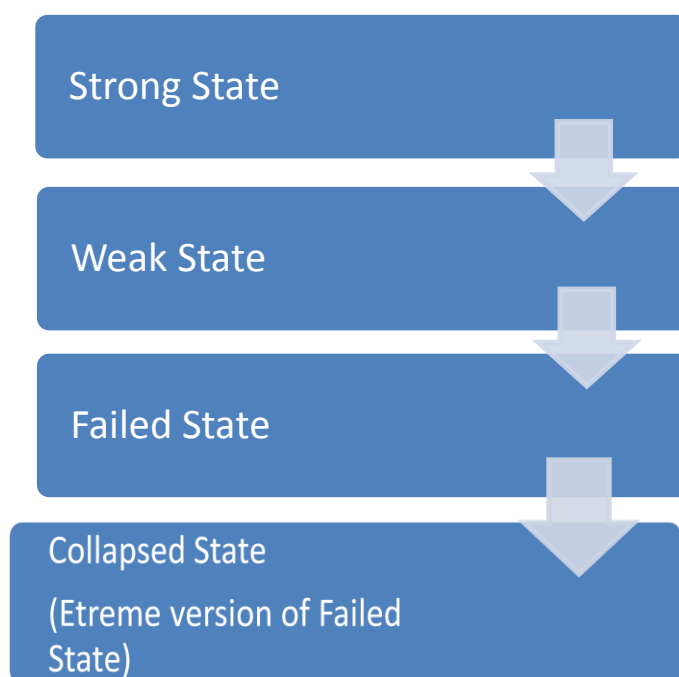 Strong State
Weak State
Failed State
Collapsed State
(Etreme version of Failed
State)